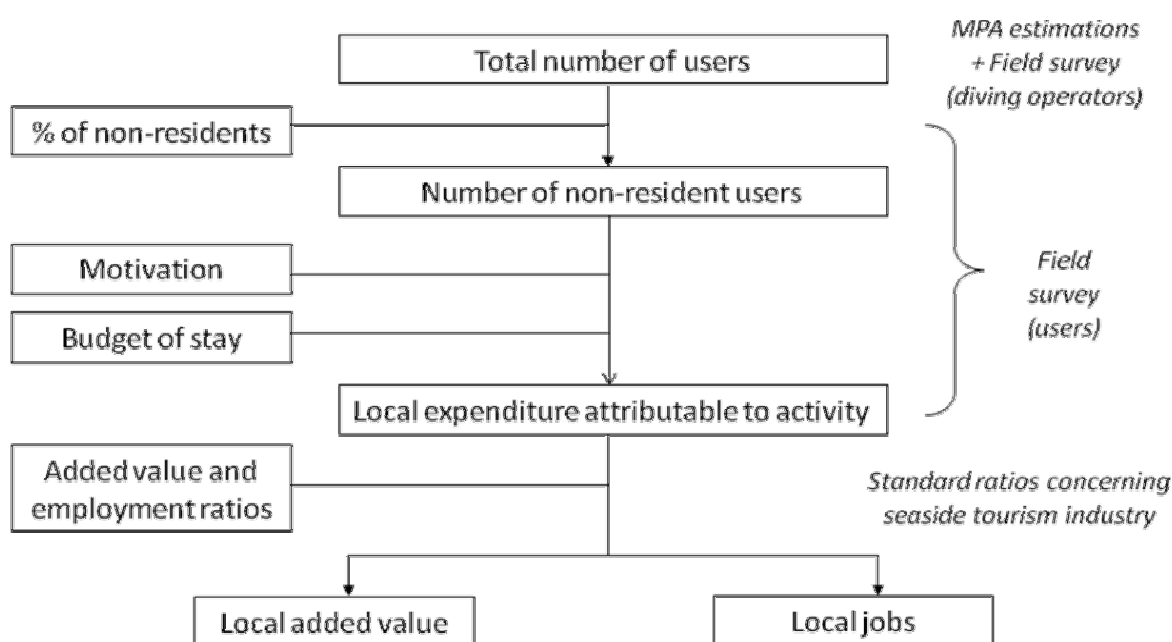 Total number of users
MPA estimations
+ Field survey
(diving operators)
% of non-residents
Number of non-resident users
Motivation
Budget of stay
Field
survey
(users)
Local expenditure attributable to activity
Added value and
employment ratios
Standard ratios concerning
seaside tourism industry
Local added value
Local jobs